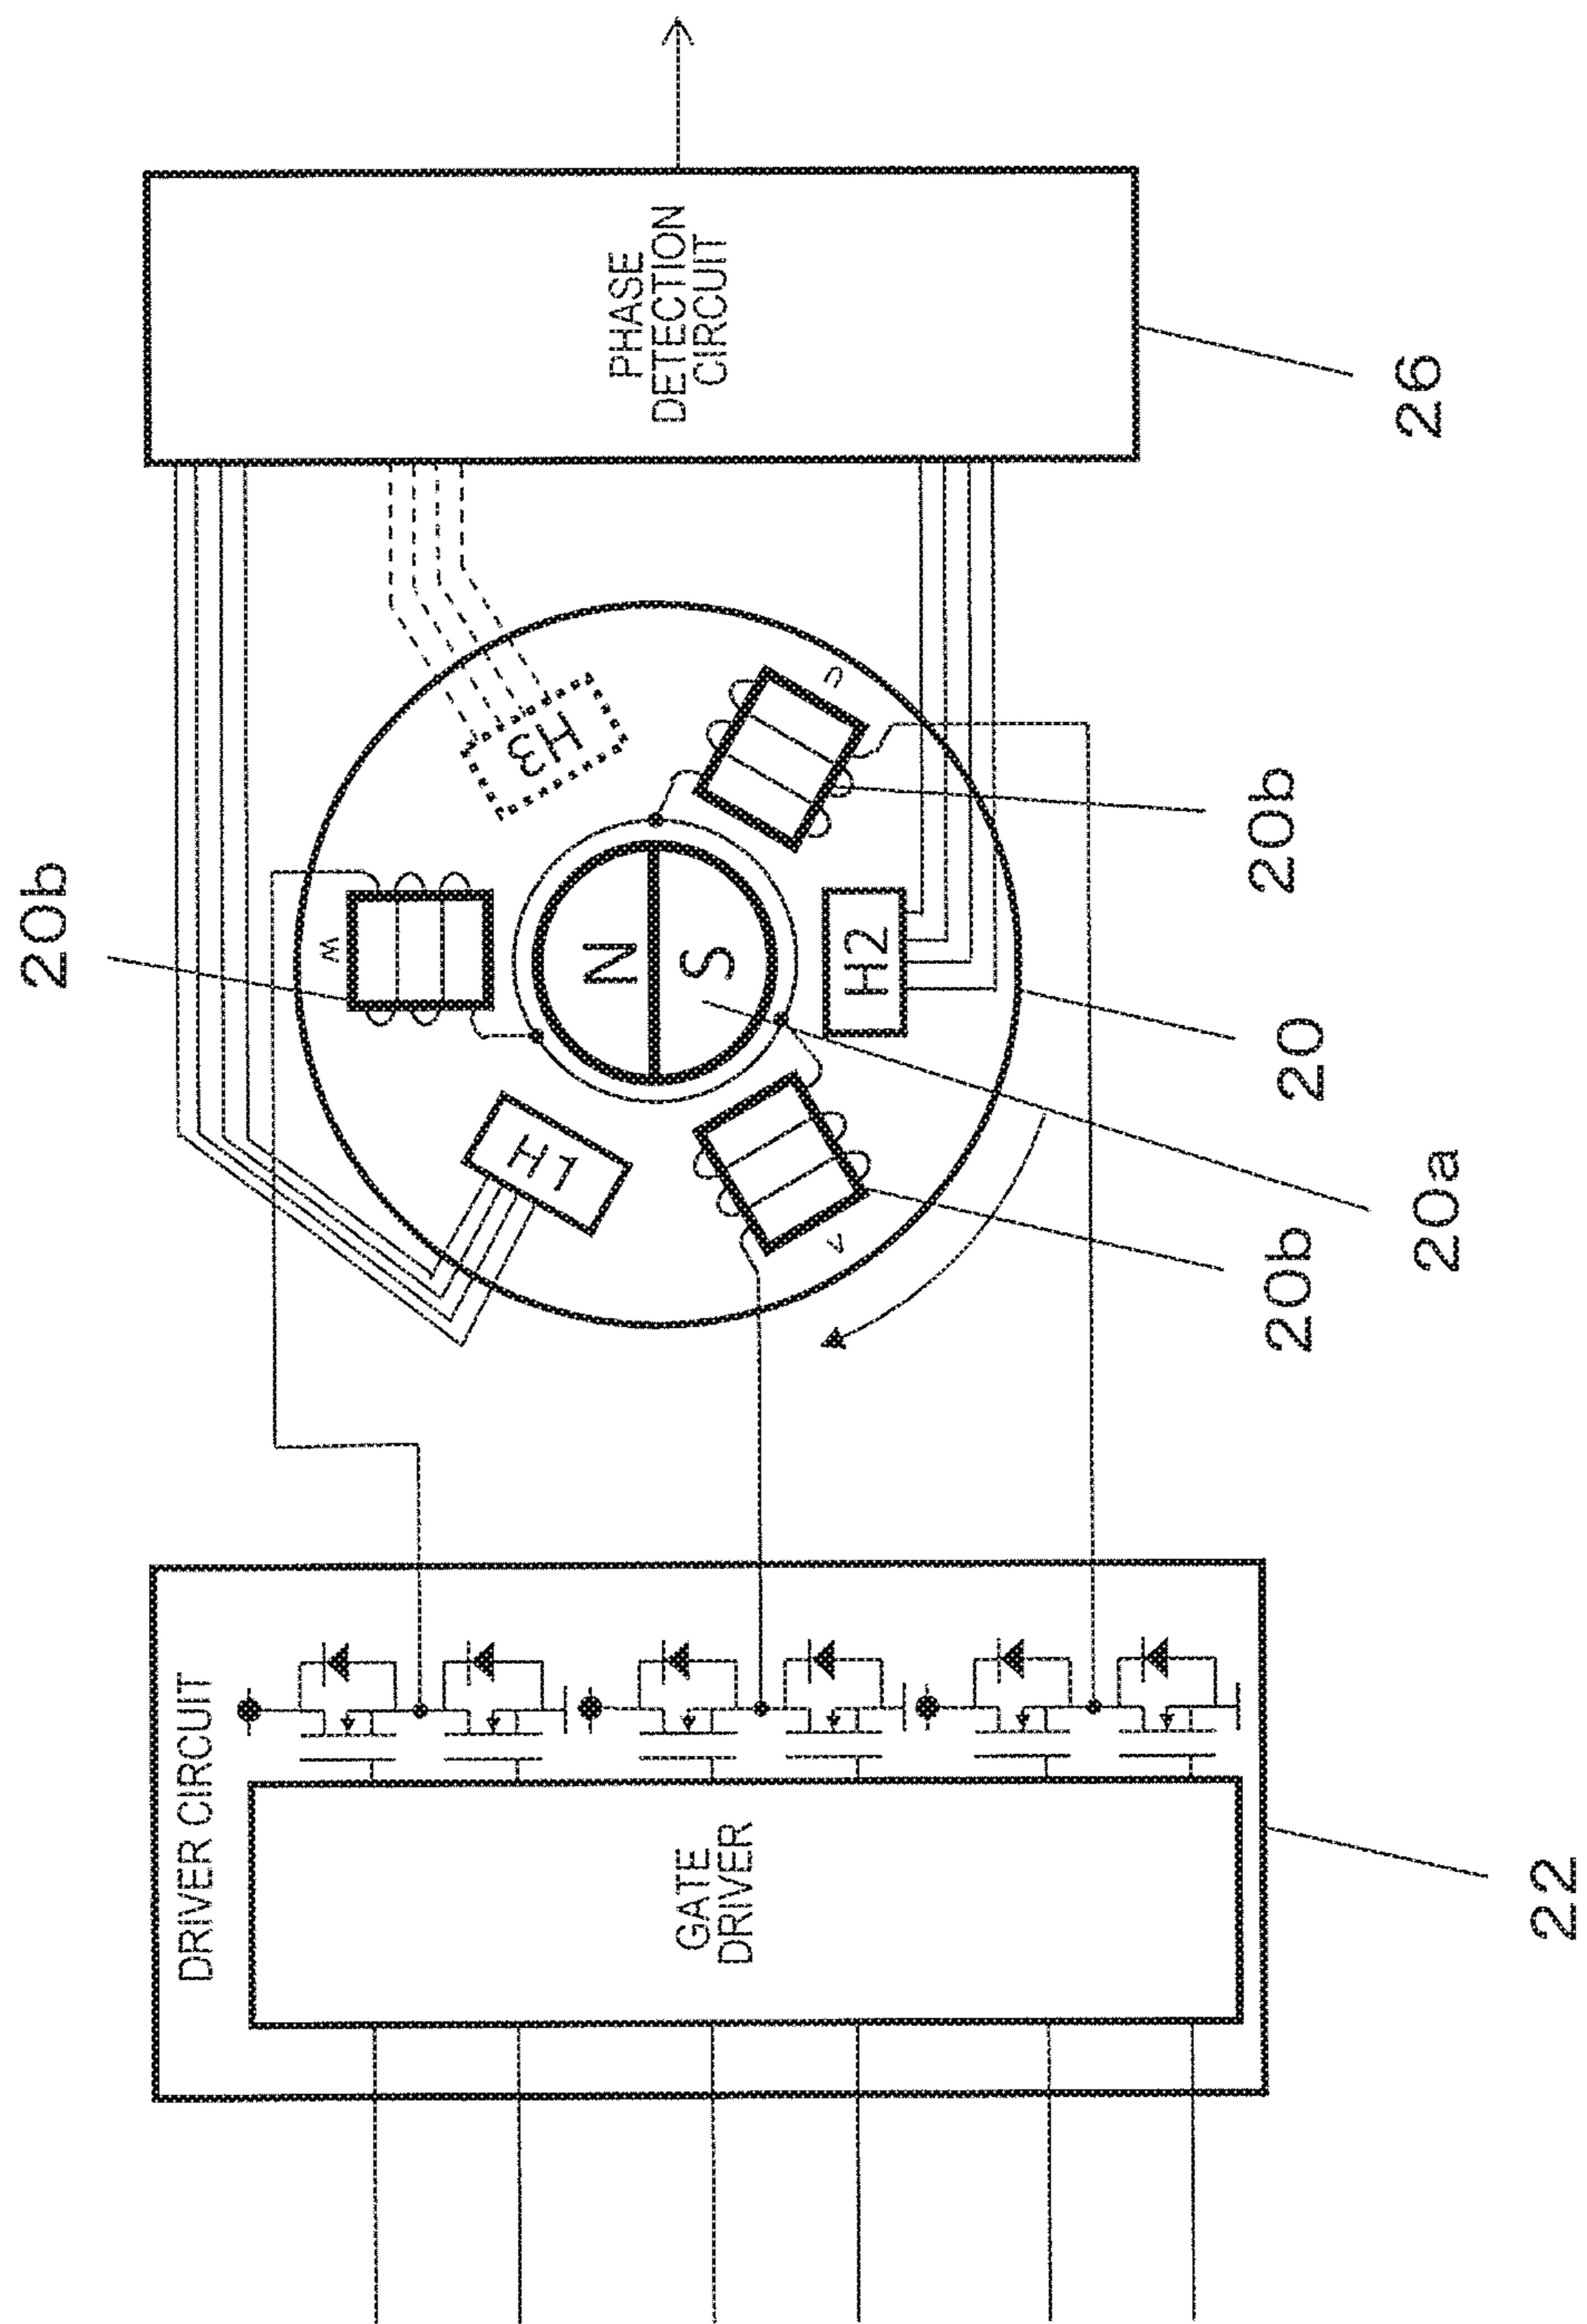 DRIVER CIRCUIT
GATE
DRIVER
22
20b
W
H1
V
20b
N
S
20a
20
H2
H3
U
20b
PHASE
DETECTION
CIRCUIT
26